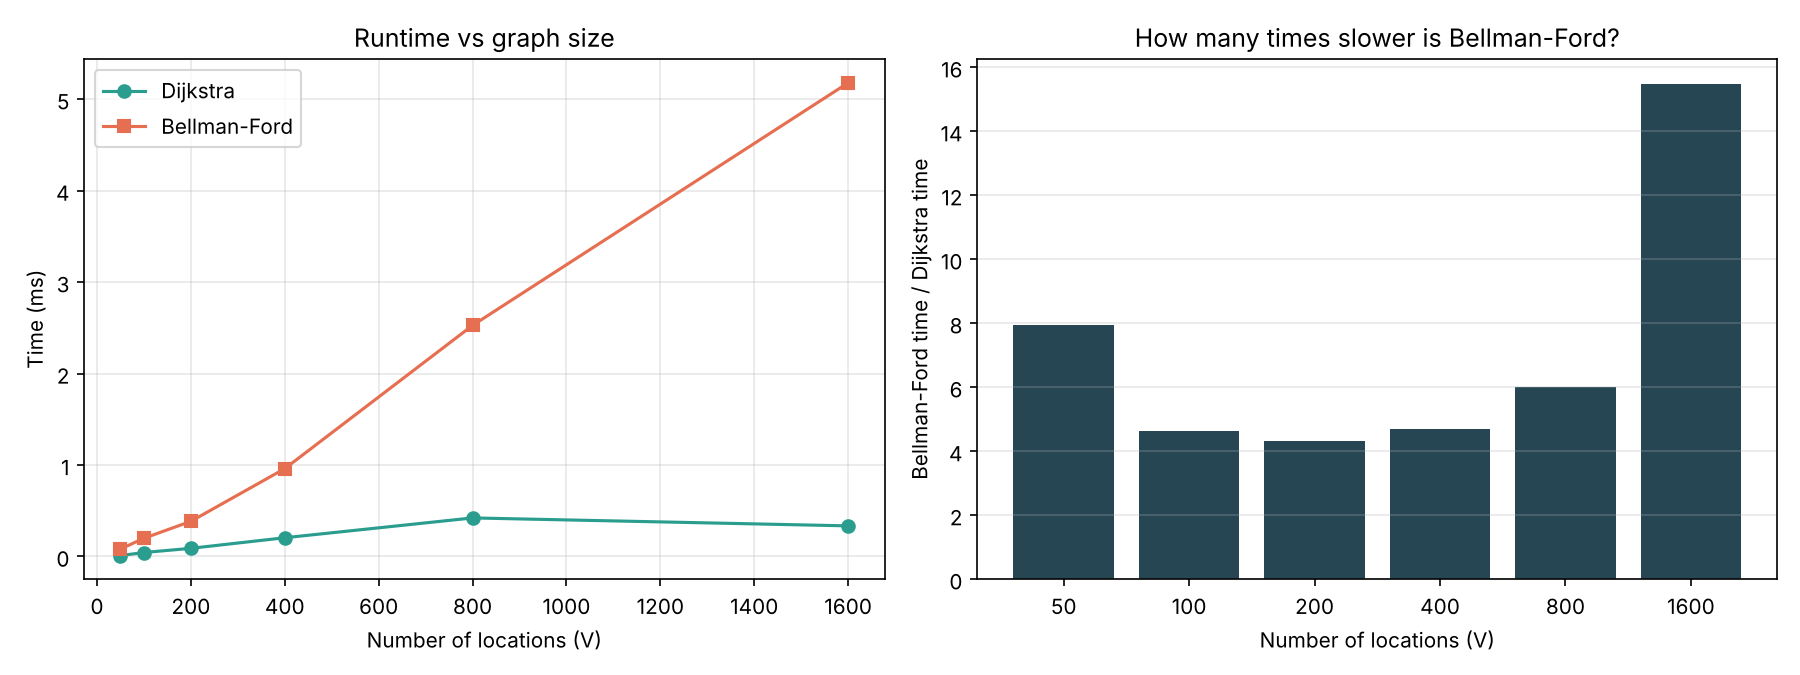 Runtime vs graph size
Dijkstra
Bellman-Ford
Time (ms)
5
4
3
2
1
0
0 200 400 600 800 1000 1200 1400 1600
Number of locations (V)
How many times slower is Bellman-Ford?
Bellman-Ford time / Dijkstra time
16
14
12
10
8
6
4
2
0
50 100 200 400 800 1600
Number of locations (V)